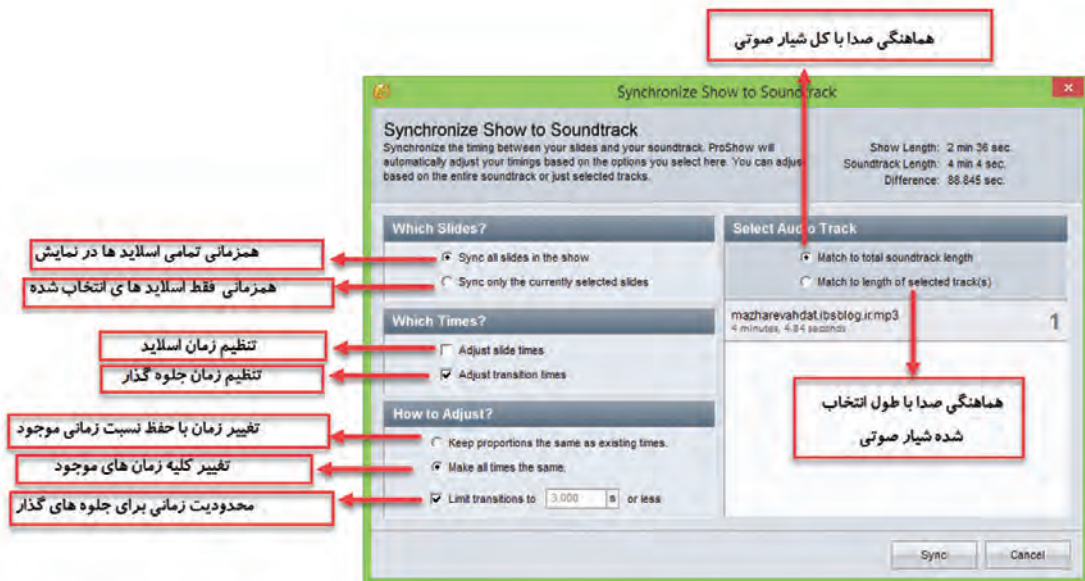 هماهنگی صدا با کل شیار صوتی
Synchronize Show to Soundtrack
Synchronize Show to Soundtrack
Synchronize the timing between your slides and your soundtrack. ProShow will
automatically adjust your timings based on the options you select here. You can adjus
based on the entire soundtrack or just selected tracks.
Show Length: 2 min 36 sec.
Soundtrack Length: 4 min 4 sec.
Difference: 88.845 sec.
Which Slides?
همزمانی تمامی اسلاید ها در نمایش
Sync all slides in the show
همزمانی فقط اسلاید ها ی انتخاب شده
Sync only the currently selected slides
Which Times?
تنظیم زمان اسلاید
Adjust slide times
تنظیم زمان جلوه گذار
Adjust transition times
How to Adjust?
تغییر زمان با حفظ نسبت زمانی موجود
Keep proportions the same as existing times.
تغییر کلیه زمان های موجود
Make all times the same.
محدودیت زمانی برای جلوه های گذار
Limit transitions to 3.000 s or less
Select Audio Track
Match to total soundtrack length
Match to length of selected track(s)
mazharevahdat.ibsblog.ir.mp3
4 minutes, 4.84 seconds
1
هماهنگی صدا با طول انتخاب
شده شیار صوتی
Sync
Cancel